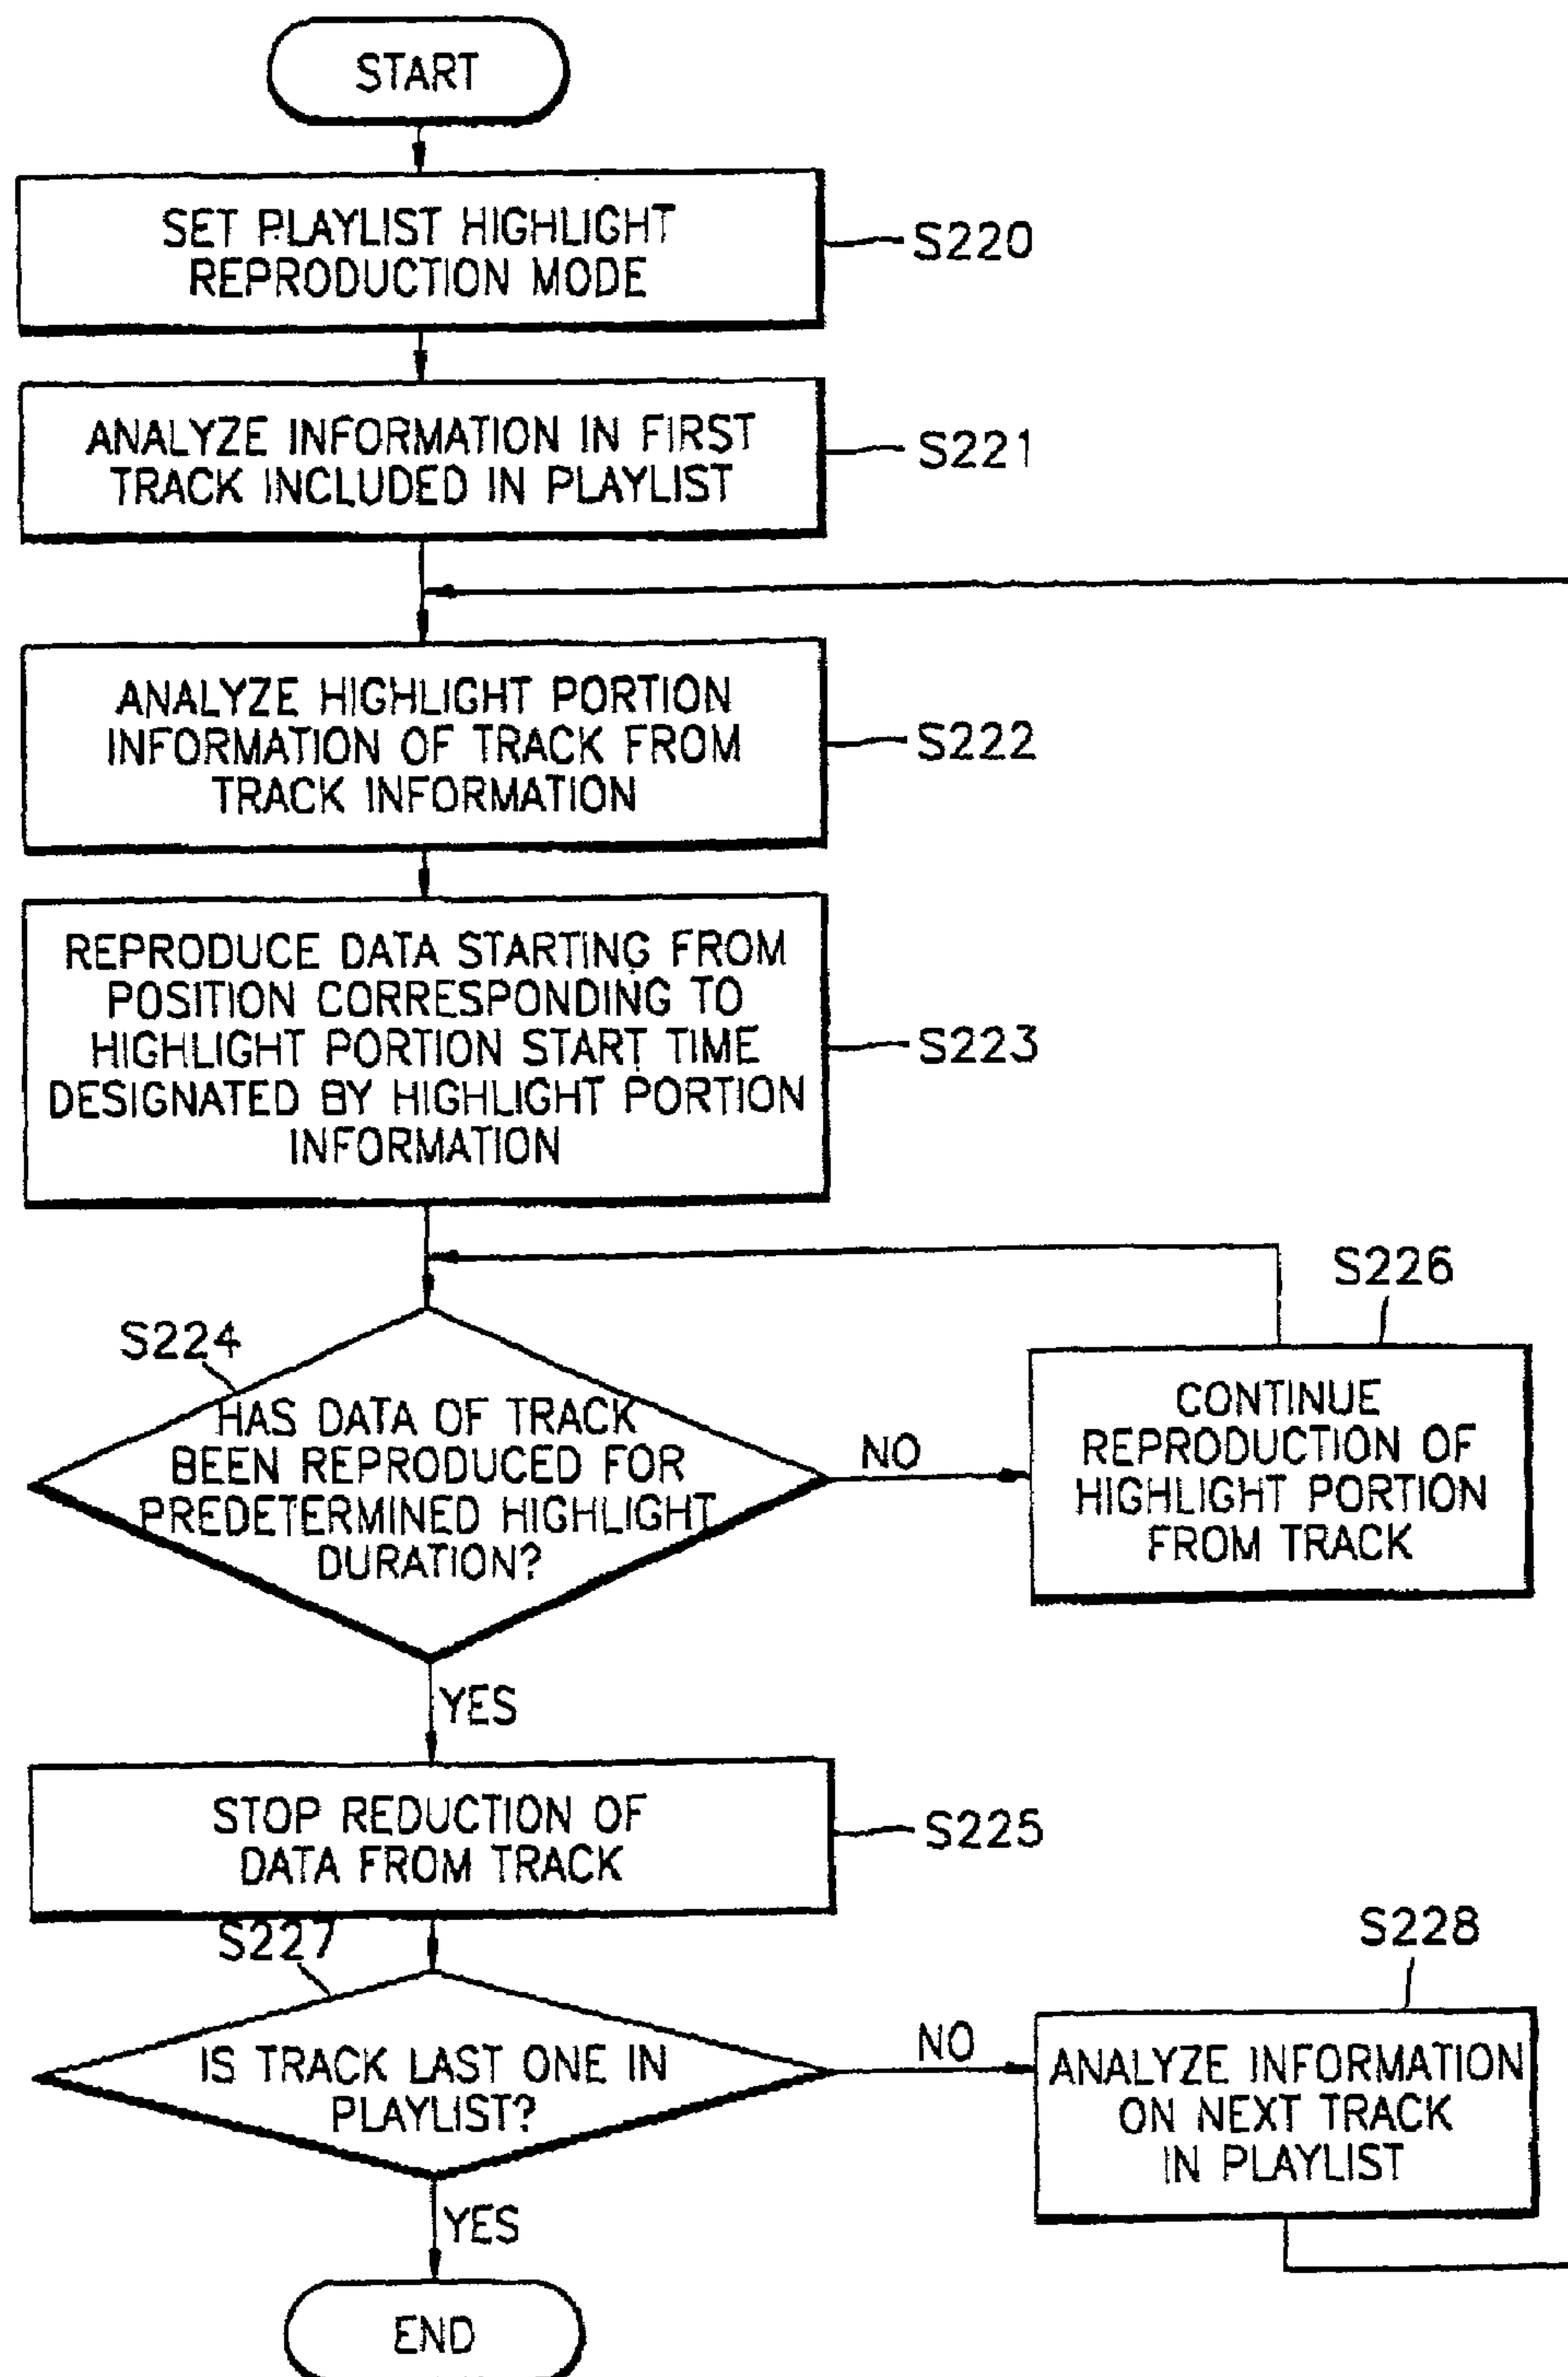 START
SET PLAYLIST HIGHLIGHT
REPRODUCTION MODE
S220
ANALYZE INFORMATION IN FIRST
TRACK INCLUDED IN PLAYLIST
S221
ANALYZE HIGHLIGHT PORTION
INFORMATION OF TRACK FROM
TRACK INFORMATION
S222
REPRODUCE DATA STARTING FROM
POSITION CORRESPONDING TO
HIGHLIGHT PORTION START TIME
DESIGNATED BY HIGHLIGHT PORTION
INFORMATION
S223
S224
HAS DATA OF TRACK
BEEN REPRODUCED FOR
PREDETERMINED HIGHLIGHT
DURATION?
NO
S226
CONTINUE
REPRODUCTION OF
HIGHLIGHT PORTION
FROM TRACK
YES
STOP REDUCTION OF
DATA FROM TRACK
S225
S227
IS TRACK LAST ONE IN
PLAYLIST?
NO
S228
ANALYZE INFORMATION
ON NEXT TRACK
IN PLAYLIST
YES
END